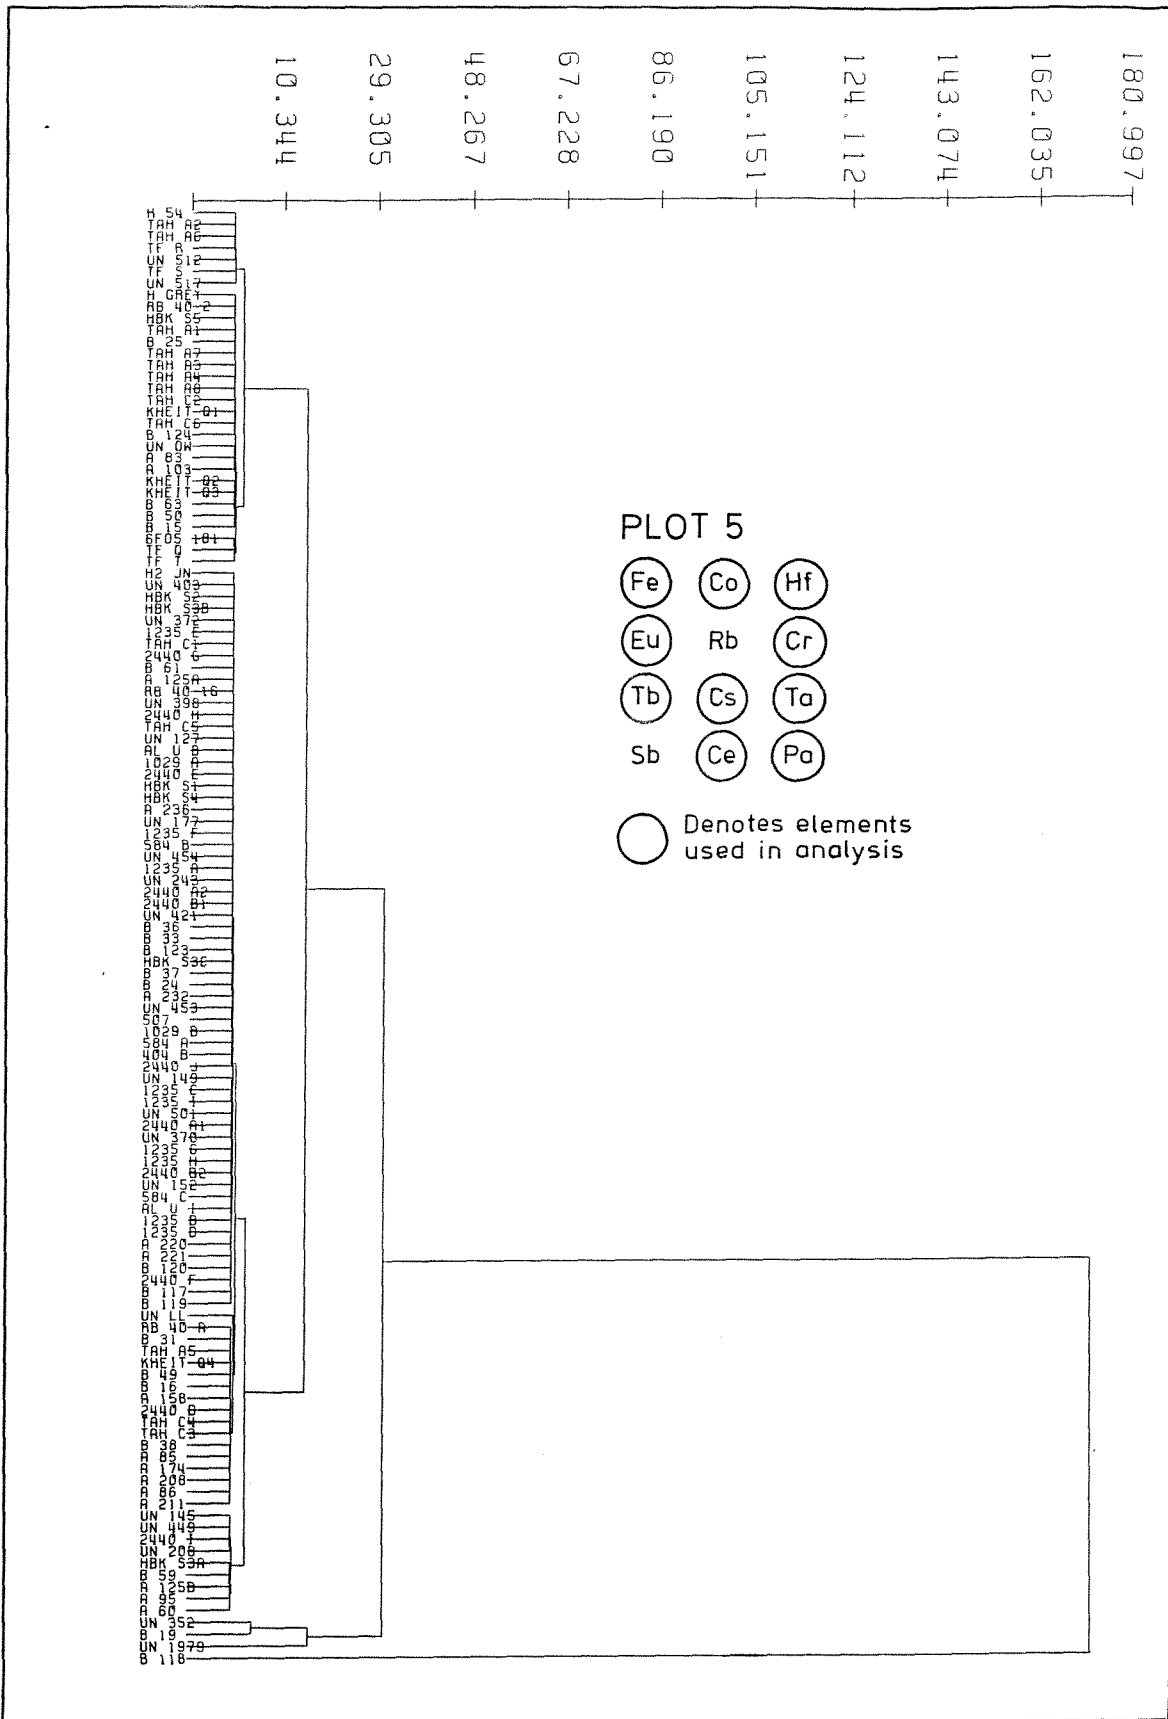 10.344
29.305
48.267
67.228
86.190
105.151
124.112
143.074
162.035
180.997
H 54
TAH A2
TAH A6
TF R
UN 512
TF S
UN 517
H GREY
RB 40-2
HBK S5
TAH A1
B 25
TAH A7
TAH A3
TAH A4
TAH A8
TAH C2
KHEIT Q1
TAH C6
B 124
UN OW
A 83
A 103
KHEIT Q2
KHEIT Q3
B 63
B 50
B 15
6F05 181
TF Q
TF T
H2 JN
UN 403
HBK S2
HBK S3B
UN 372
1235 E
TAH C1
2440 G
B 61
A 125A
RB 40-16
UN 398
2440 H
TAH C5
UN 127
AL U B
1029 A
2440 E
HBK S1
HBK S4
A 236
UN 177
1235 F
584 B
UN 454
1235 A
UN 243
2440 A2
2440 B1
UN 421
B 36
B 33
B 123
HBK S3C
B 37
B 24
A 232
UN 453
507
1029 B
584 A
404 B
2440 J
UN 149
1235 C
1235 I
UN 501
2440 A1
UN 370
1235 G
1235 H
2440 B2
UN 152
584 C
AL U I
1235 B
1235 D
A 220
A 221
B 120
2440 F
B 117
B 119
UN LL
RB 40 A
B 31
TAH A5
KHEIT Q4
B 49
B 16
A 158
2440 D
TAH C4
TAH C3
B 38
A 85
A 174
A 208
A 86
A 211
UN 145
UN 449
2440 I
UN 208
HBK S3A
B 59
A 125B
A 95
A 60
UN 352
B 19
UN 1979
B 118
PLOT 5
Fe Co Hf
Eu Rb Cr
Tb Cs Ta
Sb Ce Pa
Denotes elements
used in analysis